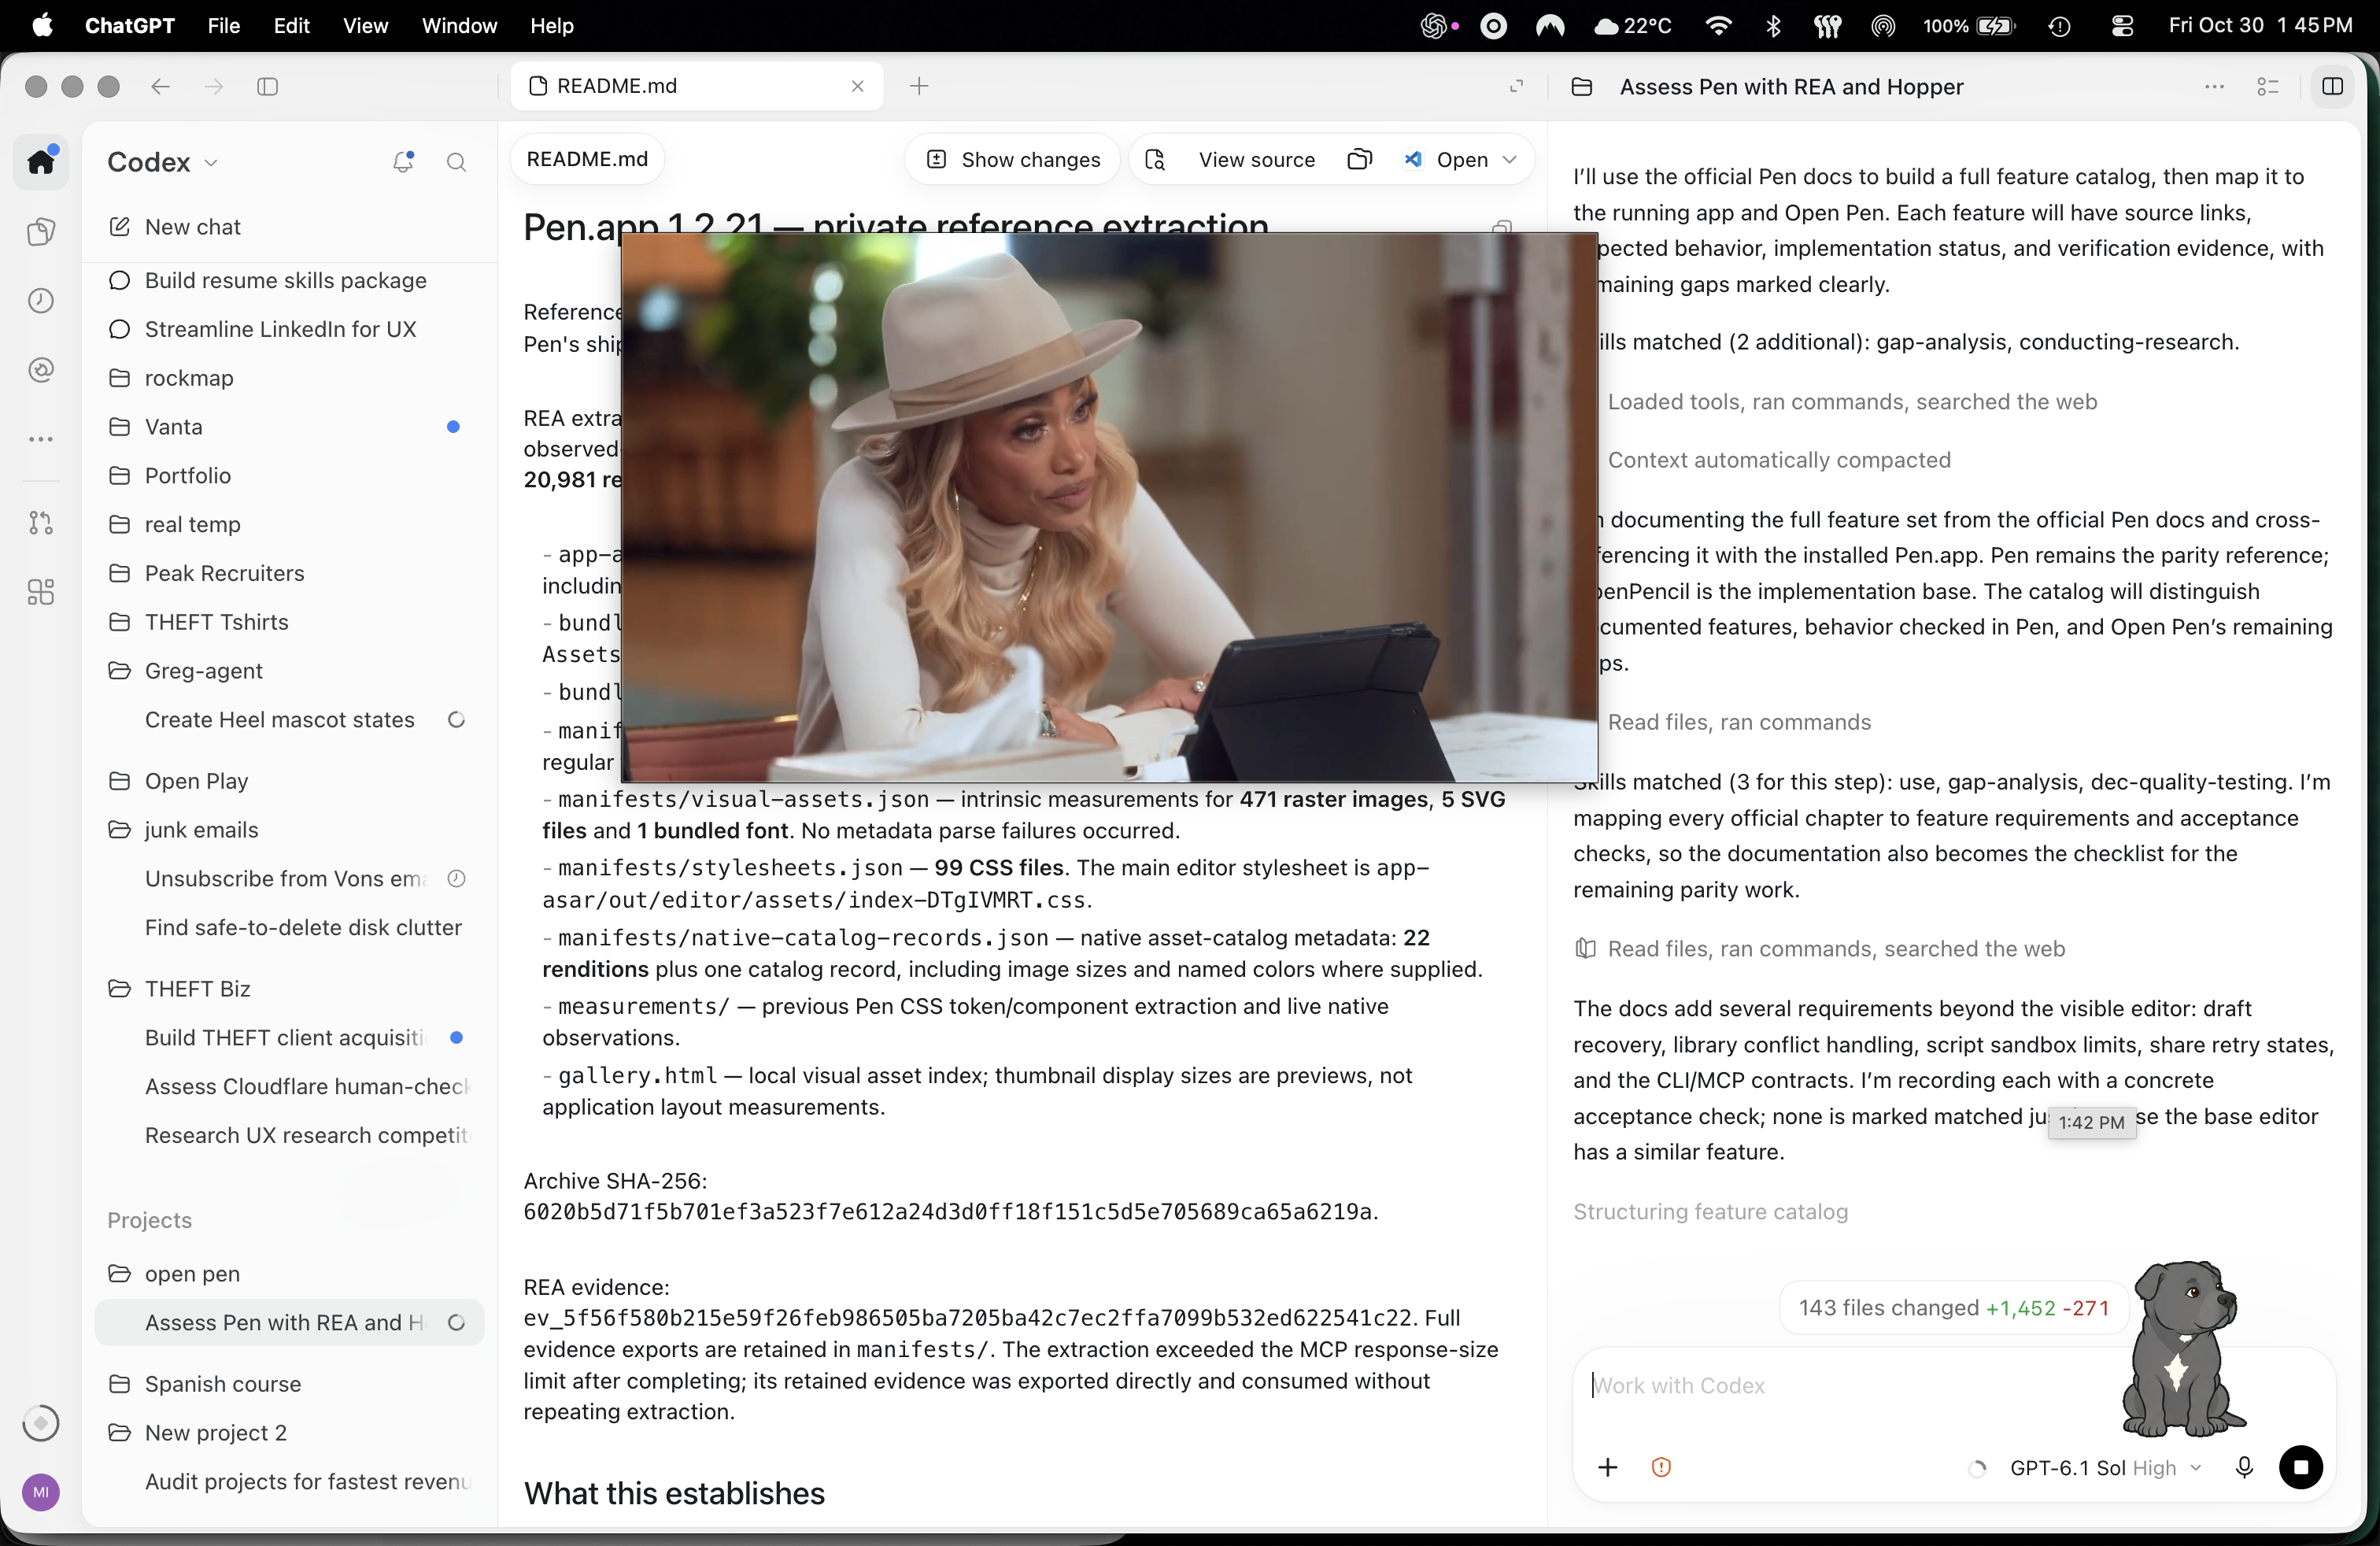 ChatGPT File Edit View Window Help
22°C 100% Fri Oct 30 1 45 PM
README.md
Assess Pen with REA and Hopper
Codex
New chat
Build resume skills package
Streamline LinkedIn for UX
rockmap
Vanta
Portfolio
real temp
Peak Recruiters
THEFT Tshirts
Greg-agent
Create Heel mascot states
Open Play
junk emails
Unsubscribe from Vons ema
Find safe-to-delete disk clutter
THEFT Biz
Build THEFT client acquisiti
Assess Cloudflare human-check
Research UX research competit
Projects
open pen
Assess Pen with REA and H
Spanish course
New project 2
Audit projects for fastest revenu
MI
README.md
Show changes View source Open
Pen.app 1.2.21 — private reference extraction
Reference
Pen's ship
REA extra
observed
20,981 re
- app-a
includin
- bundl
Assets
- bundl
- manif
regular
- manifests/visual-assets.json — intrinsic measurements for 471 raster images, 5 SVG
files and 1 bundled font. No metadata parse failures occurred.
- manifests/stylesheets.json — 99 CSS files. The main editor stylesheet is app-
asar/out/editor/assets/index-DTgIVMRT.css.
- manifests/native-catalog-records.json — native asset-catalog metadata: 22
renditions plus one catalog record, including image sizes and named colors where supplied.
- measurements/ — previous Pen CSS token/component extraction and live native
observations.
- gallery.html — local visual asset index; thumbnail display sizes are previews, not
application layout measurements.
Archive SHA-256:
6020b5d71f5b701ef3a523f7e612a24d3d0ff18f151c5d5e705689ca65a6219a.
REA evidence:
ev_5f56f580b215e59f26feb986505ba7205ba42c7ec2ffa7099b532ed622541c22. Full
evidence exports are retained in manifests/. The extraction exceeded the MCP response-size
limit after completing; its retained evidence was exported directly and consumed without
repeating extraction.
What this establishes
I'll use the official Pen docs to build a full feature catalog, then map it to
the running app and Open Pen. Each feature will have source links,
pected behavior, implementation status, and verification evidence, with
maining gaps marked clearly.
ills matched (2 additional): gap-analysis, conducting-research.
Loaded tools, ran commands, searched the web
Context automatically compacted
documenting the full feature set from the official Pen docs and cross-
ferencing it with the installed Pen.app. Pen remains the parity reference;
penPencil is the implementation base. The catalog will distinguish
cumented features, behavior checked in Pen, and Open Pen's remaining
ps.
Read files, ran commands
Skills matched (3 for this step): use, gap-analysis, dec-quality-testing. I'm
mapping every official chapter to feature requirements and acceptance
checks, so the documentation also becomes the checklist for the
remaining parity work.
Read files, ran commands, searched the web
The docs add several requirements beyond the visible editor: draft
recovery, library conflict handling, script sandbox limits, share retry states,
and the CLI/MCP contracts. I'm recording each with a concrete
acceptance check; none is marked matched ju se the base editor
1:42 PM
has a similar feature.
Structuring feature catalog
143 files changed +1,452 -271
Work with Codex
GPT-6.1 Sol High